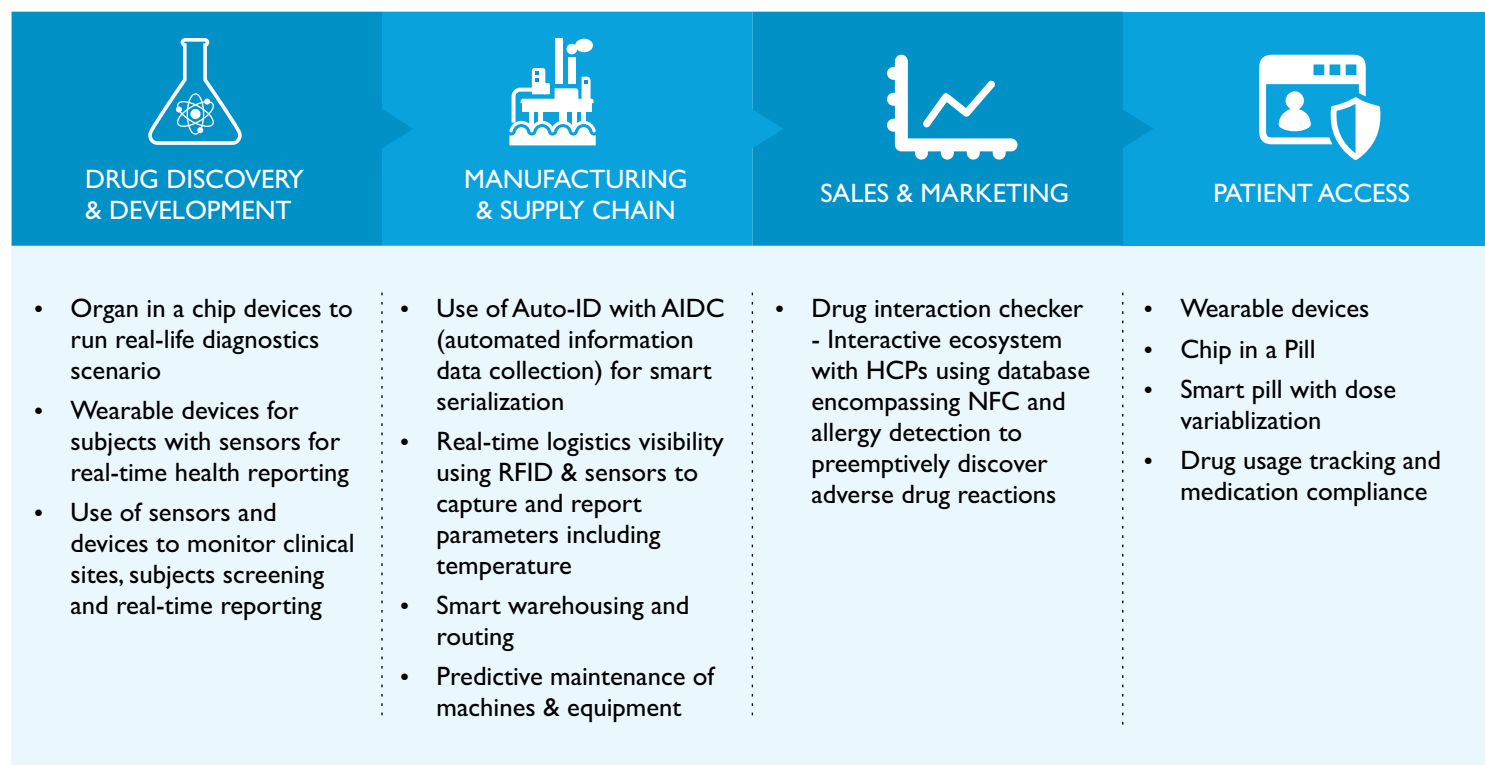 DRUG DISCOVERY
& DEVELOPMENT
MANUFACTURING
& SUPPLY CHAIN
SALES & MARKETING
PATIENT ACCESS
• Organ in a chip devices to
run real-life diagnostics
scenario
• Wearable devices for
subjects with sensors for
real-time health reporting
• Use of sensors and
devices to monitor clinical
sites, subjects screening
and real-time reporting
• Use of Auto-ID with AIDC
(automated information
data collection) for smart
serialization
• Real-time logistics visibility
using RFID & sensors to
capture and report
parameters including
temperature
• Smart warehousing and
routing
• Predictive maintenance of
machines & equipment
• Drug interaction checker
- Interactive ecosystem
with HCPs using database
encompassing NFC and
allergy detection to
preemptively discover
adverse drug reactions
• Wearable devices
• Chip in a Pill
• Smart pill with dose
variablization
• Drug usage tracking and
medication compliance